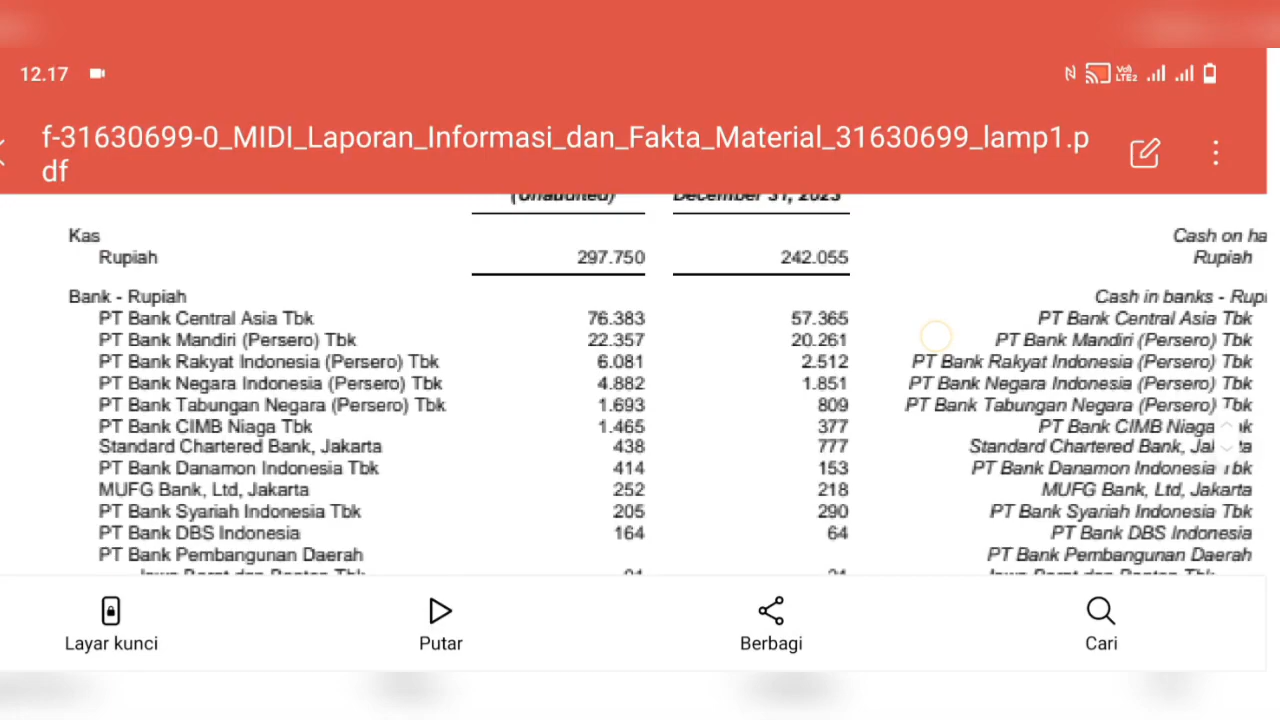 12.17
Vo) LTE2
f-31630699-0_MIDI_Laporan_Informasi_dan_Fakta_Material_31630699_lamp1.p
df
(Unaudited) December 31, 2023
Kas Cash on ha
Rupiah 297.750 242.055 Rupiah
Bank - Rupiah Cash in banks - Rupi
PT Bank Central Asia Tbk 76.383 57.365 PT Bank Central Asia Tbk
PT Bank Mandiri (Persero) Tbk 22.357 20.261 PT Bank Mandiri (Persero) Tbk
PT Bank Rakyat Indonesia (Persero) Tbk 6.081 2.512 PT Bank Rakyat Indonesia (Persero) Tbk
PT Bank Negara Indonesia (Persero) Tbk 4.882 1.851 PT Bank Negara Indonesia (Persero) Tbk
PT Bank Tabungan Negara (Persero) Tbk 1.693 809 PT Bank Tabungan Negara (Persero) Tbk
PT Bank CIMB Niaga Tbk 1.465 377 PT Bank CIMB Niaga
Standard Chartered Bank, Jakarta 438 777 Standard Chartered Bank,
PT Bank Danamon Indonesia Tbk 414 153 PT Bank Danamon Indonesia
MUFG Bank, Ltd, Jakarta 252 218 MUFG Bank, Ltd, Jakarta
PT Bank Syariah Indonesia Tbk 205 290 PT Bank Syariah Indonesia Tbk
PT Bank DBS Indonesia 164 64 PT Bank DBS Indonesia
PT Bank Pembangunan Daerah PT Bank Pembangunan Daerah
Layar kunci Putar Berbagi Cari